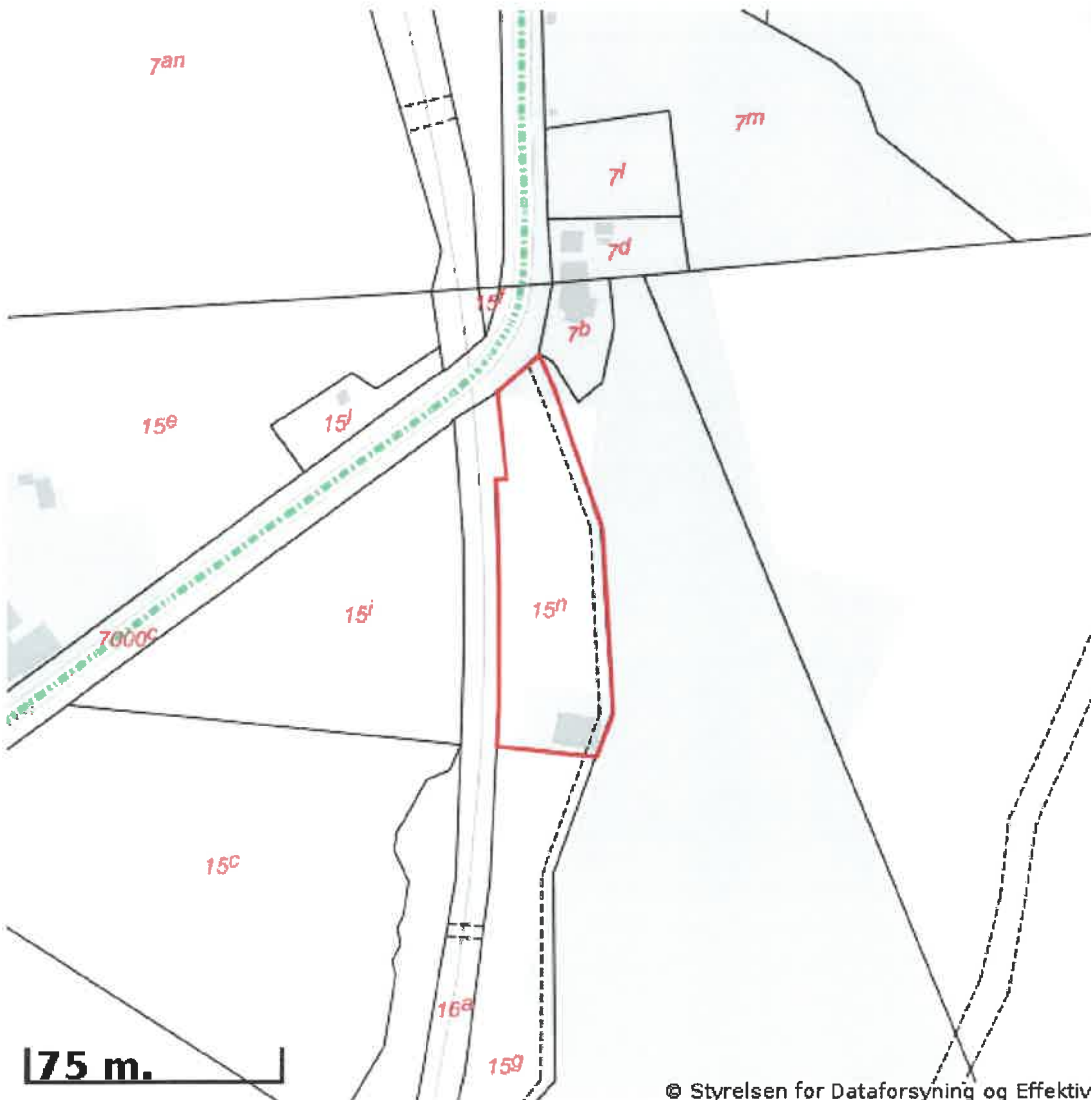 7an
7m
7l
7d
15f
7b
15e
15l
15i
15n
7000c
15c
16a
15g
75 m.
© Styrelsen for Dataforsyning og Effektiv